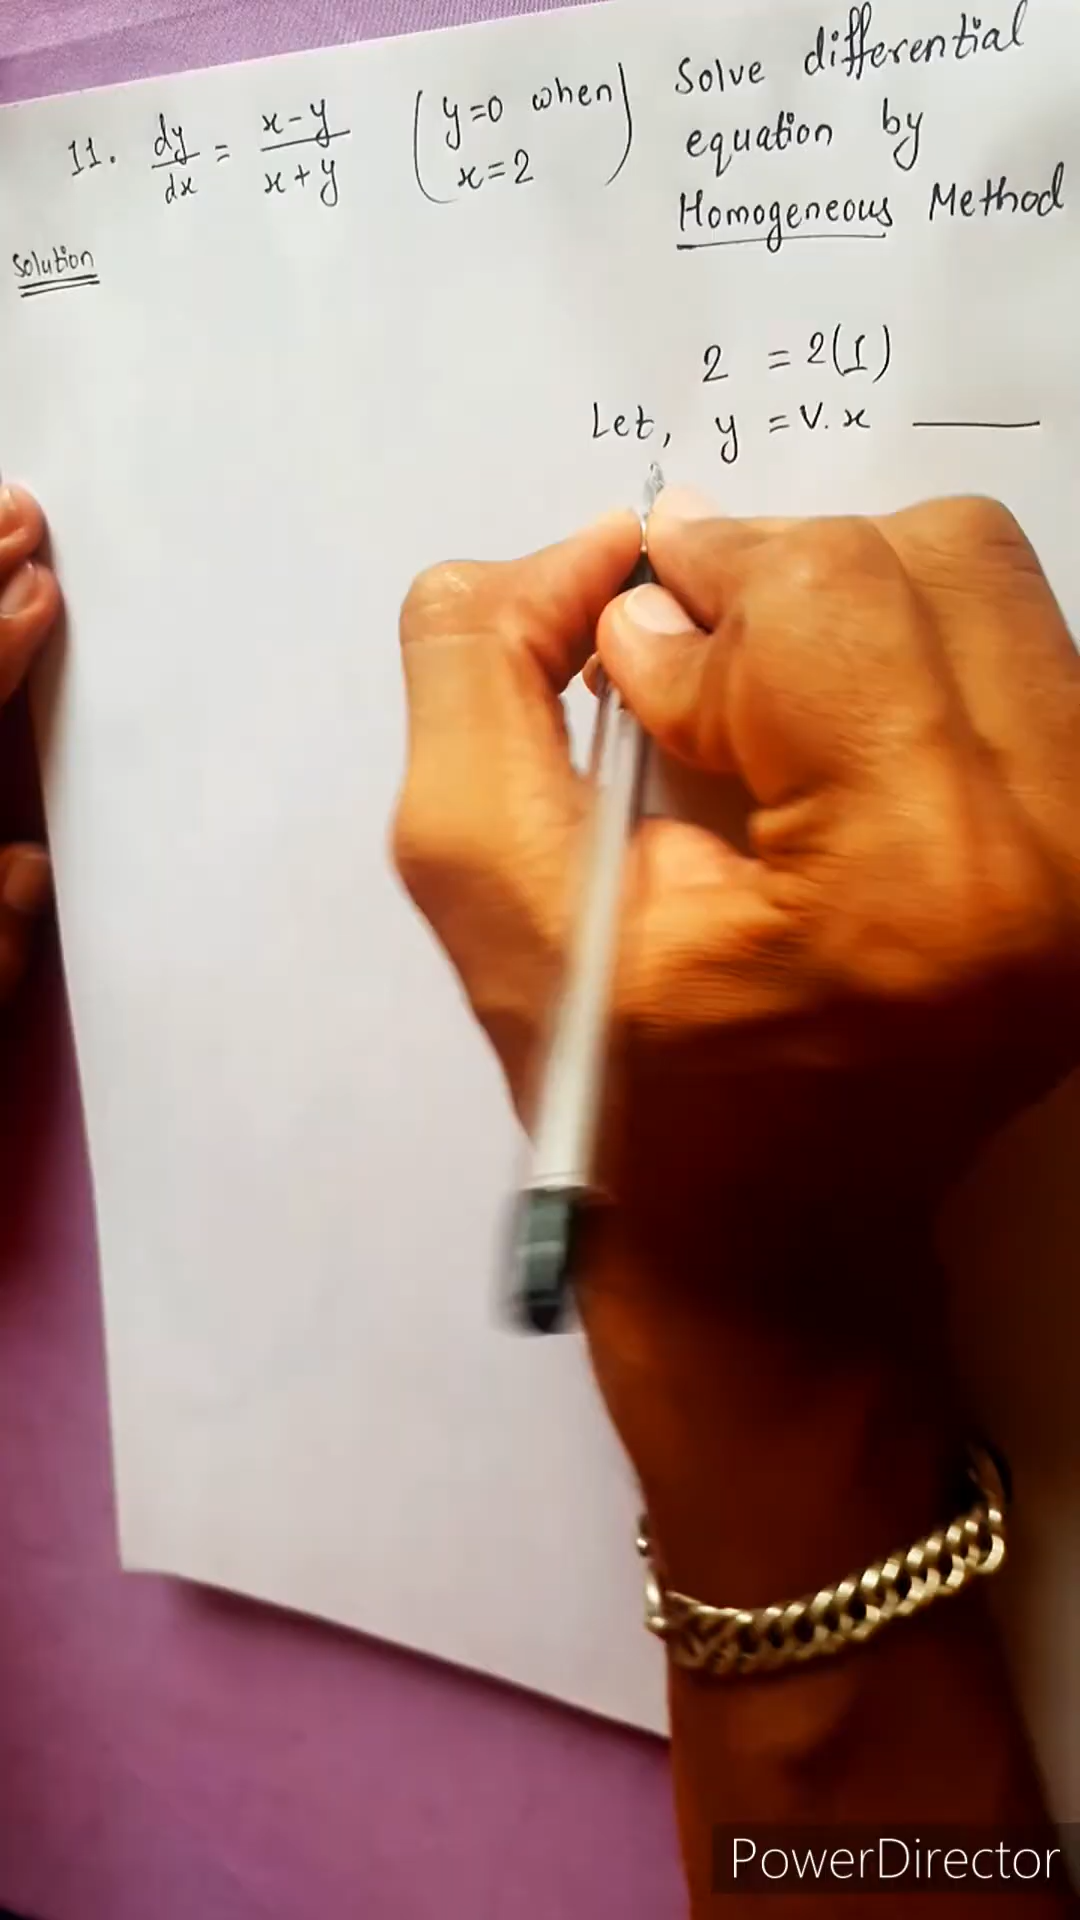 11. dy/dx = x-y/x+y (y=0 when x=2)
Solve differential
equation by
Homogeneous Method
Solution
2 = 2(1)
Let, y = v.x
PowerDirector